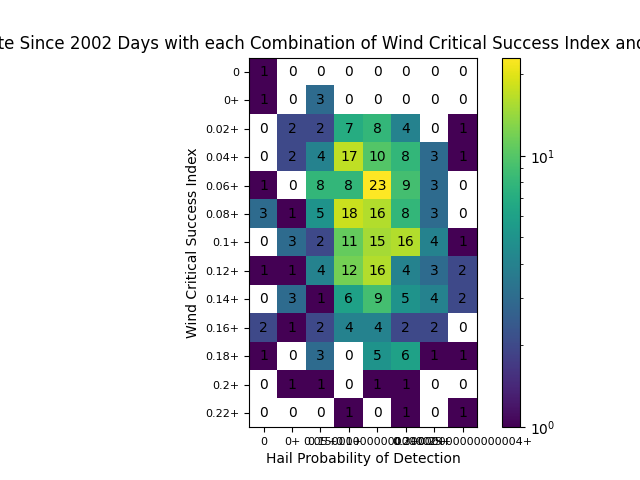 te Since 2002 Days with each Combination of Wind Critical Success Index and
0 1 0 0 0 0 0 0 0
0+ 1 0 3 0 0 0 0 0
0.02+ 0 2 2 7 8 4 0 1
0.04+ 0 2 4 17 10 8 3 1
0.06+ 1 0 8 8 23 9 3 0
0.08+ 3 1 5 18 16 8 3 0
0.1+ 0 3 2 11 15 16 4 1
0.12+ 1 1 4 12 16 4 3 2
0.14+ 0 3 1 6 9 5 4 2
0.16+ 2 1 2 4 4 2 2 0
0.18+ 1 0 3 0 5 6 1 1
0.2+ 0 1 1 0 1 1 0 0
0.22+ 0 0 0 1 0 1 0 1
0 0+
Wind Critical Success Index
Hail Probability of Detection
10¹
10⁰